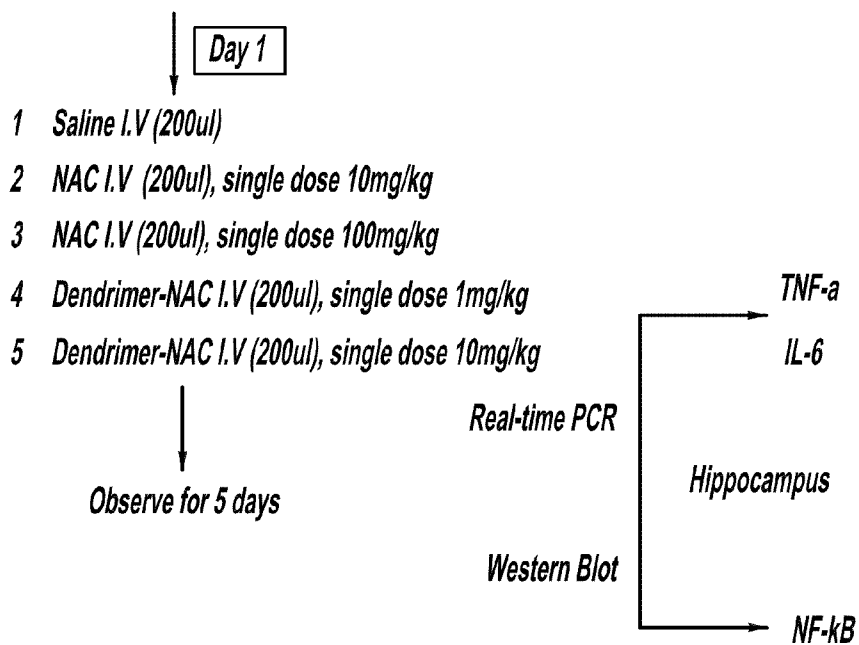 Day 1
1 Saline I.V (200ul)
2 NAC I.V (200ul), single dose 10mg/kg
3 NAC I.V (200ul), single dose 100mg/kg
4 Dendrimer-NAC I.V (200ul), single dose 1mg/kg
5 Dendrimer-NAC I.V (200ul), single dose 10mg/kg
Observe for 5 days
TNF-a
IL-6
Real-time PCR
Hippocampus
Western Blot
NF-kB